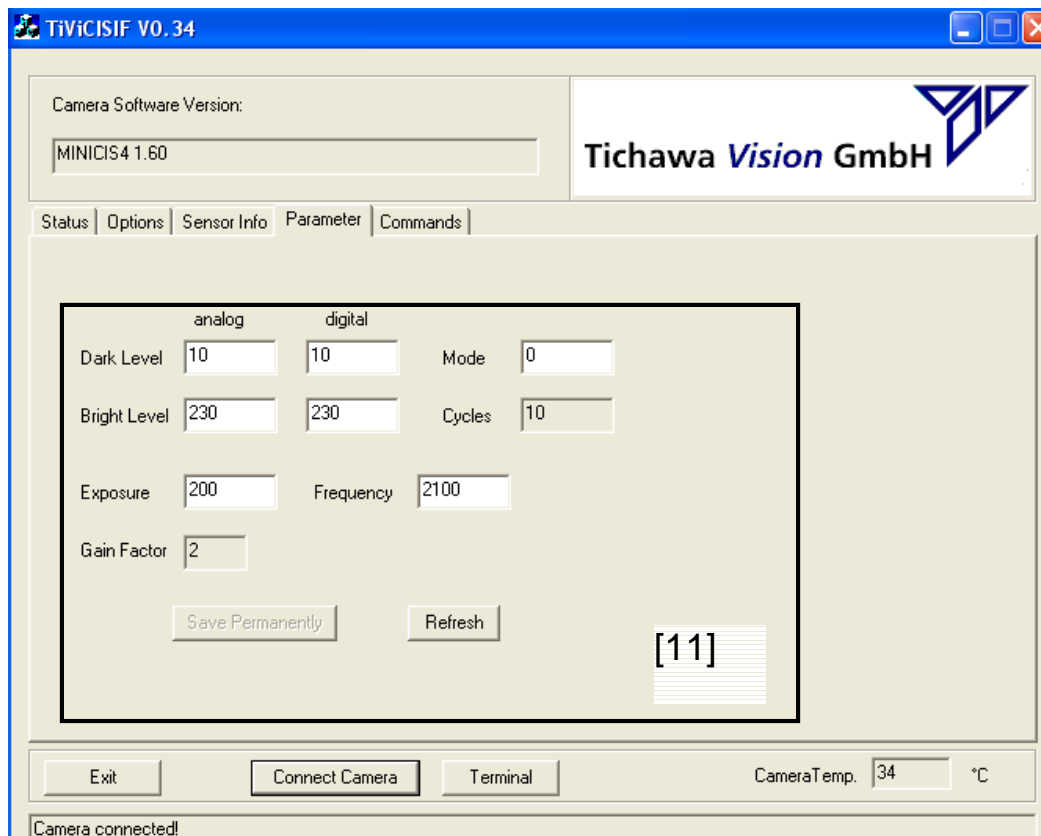 TiViCISIF V0.34
Camera Software Version:
MINICIS4 1.60
Tichawa Vision GmbH
Status Options Sensor Info Parameter Commands
analog digital
Dark Level 10 10 Mode 0
Bright Level 230 230 Cycles 10
Exposure 200 Frequency 2100
Gain Factor 2
Save Permanently Refresh
[11]
Exit Connect Camera Terminal CameraTemp. 34 °C
Camera connected!